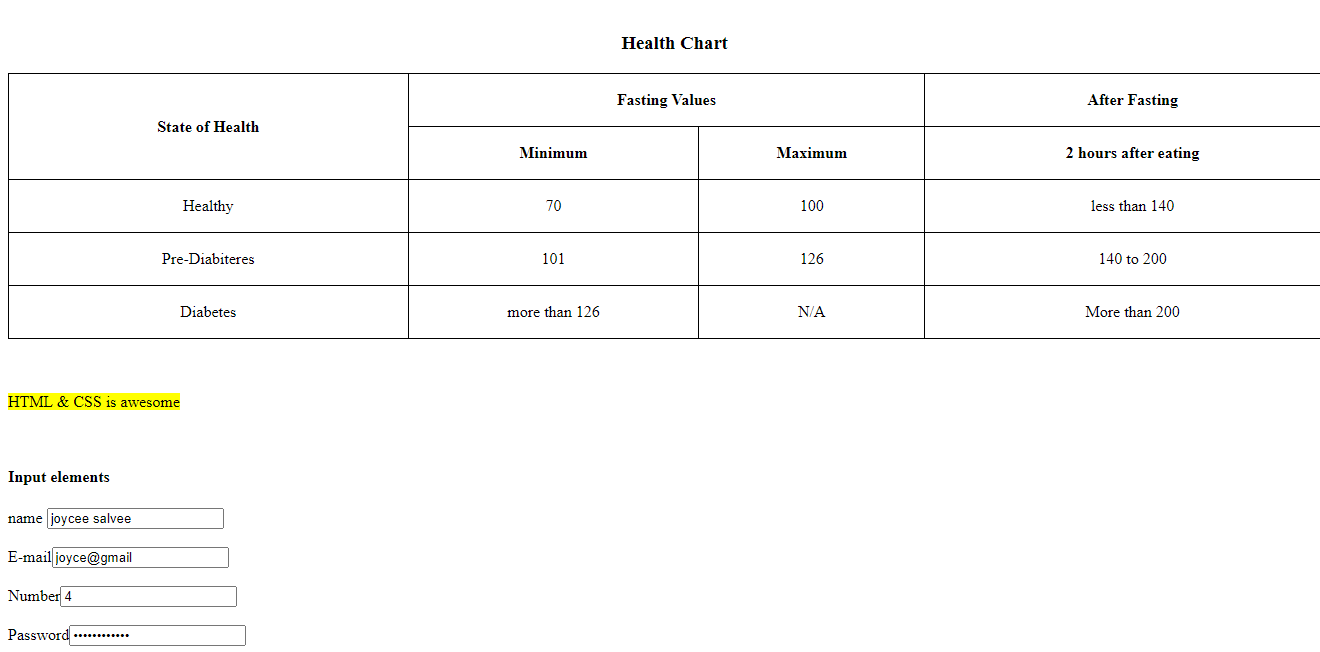 Health Chart
State of Health Fasting Values After Fasting
Minimum Maximum 2 hours after eating
Healthy 70 100 less than 140
Pre-Diabiteres 101 126 140 to 200
Diabetes more than 126 N/A More than 200
HTML & CSS is awesome
Input elements
name joycee salvee
E-mail joyce@gmail
Number 4
Password ••••••••••••